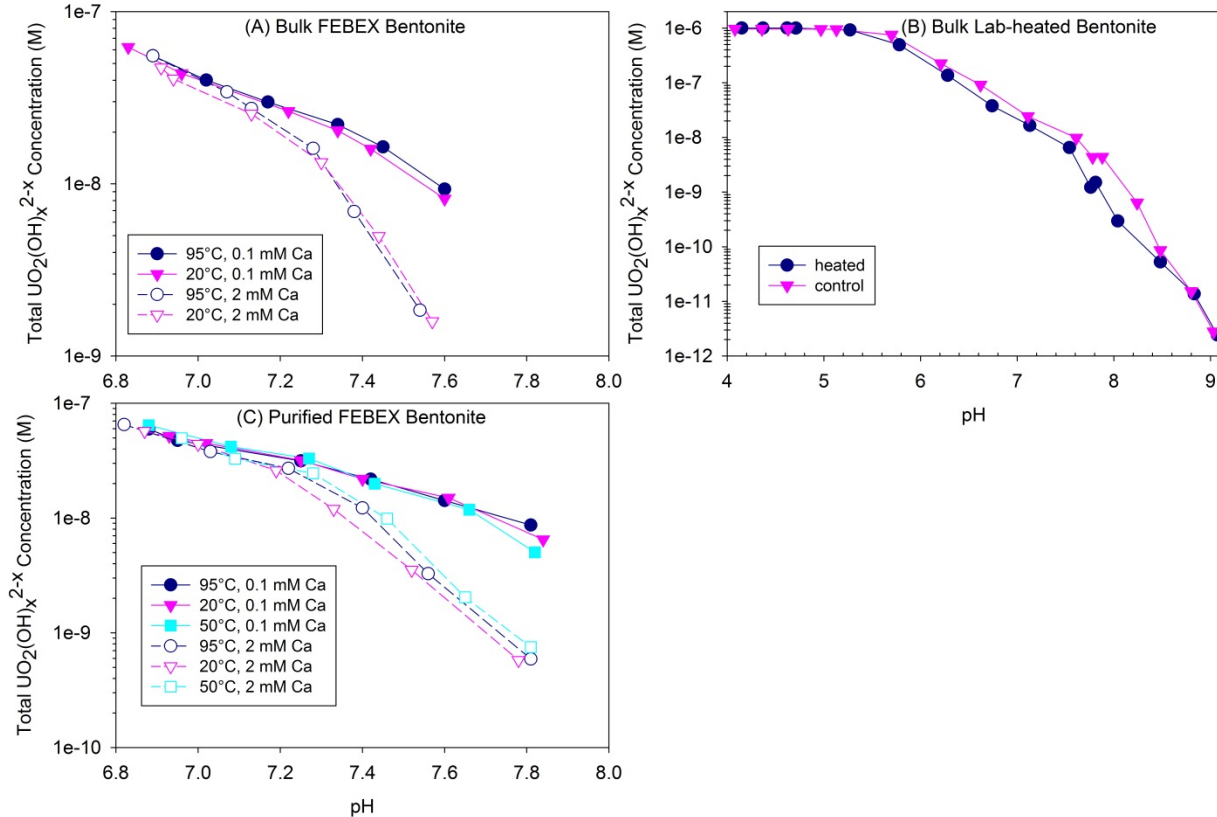 (A) Bulk FEBEX Bentonite
Total UO2(OH)x^2-x Concentration (M)
1e-7
1e-8
1e-9
95°C, 0.1 mM Ca
20°C, 0.1 mM Ca
95°C, 2 mM Ca
20°C, 2 mM Ca
6.8 7.0 7.2 7.4 7.6 7.8 8.0
(B) Bulk Lab-heated Bentonite
Total UO2(OH)x^2-x Concentration (M)
1e-5
1e-6
1e-7
1e-8
1e-9
1e-10
1e-11
1e-12
heated
control
4 5 6 7 8 9
pH
(C) Purified FEBEX Bentonite
Total UO2(OH)x^2-x Concentration (M)
1e-7
1e-8
1e-9
1e-10
95°C, 0.1 mM Ca
20°C, 0.1 mM Ca
50°C, 0.1 mM Ca
95°C, 2 mM Ca
20°C, 2 mM Ca
50°C, 2 mM Ca
6.8 7.0 7.2 7.4 7.6 7.8 8.0
pH